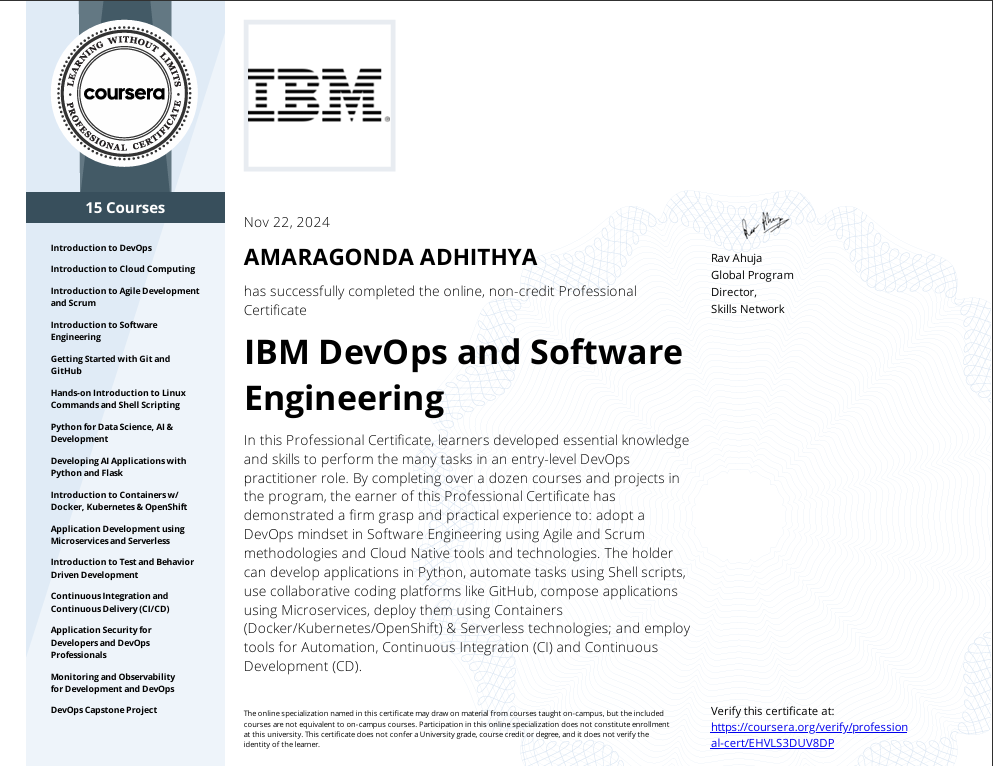 LEARNING WITHOUT LIMITS
coursera
PROFESSIONAL CERTIFICATE
15 Courses
Introduction to DevOps
Introduction to Cloud Computing
Introduction to Agile Development
and Scrum
Introduction to Software
Engineering
Getting Started with Git and
GitHub
Hands-on Introduction to Linux
Commands and Shell Scripting
Python for Data Science, AI &
Development
Developing AI Applications with
Python and Flask
Introduction to Containers w/
Docker, Kubernetes & OpenShift
Application Development using
Microservices and Serverless
Introduction to Test and Behavior
Driven Development
Continuous Integration and
Continuous Delivery (CI/CD)
Application Security for
Developers and DevOps
Professionals
Monitoring and Observability
for Development and DevOps
DevOps Capstone Project
IBM®
Nov 22, 2024
AMARAGONDA ADHITHYA
has successfully completed the online, non-credit Professional
Certificate
IBM DevOps and Software
Engineering
In this Professional Certificate, learners developed essential knowledge
and skills to perform the many tasks in an entry-level DevOps
practitioner role. By completing over a dozen courses and projects in
the program, the earner of this Professional Certificate has
demonstrated a firm grasp and practical experience to: adopt a
DevOps mindset in Software Engineering using Agile and Scrum
methodologies and Cloud Native tools and technologies. The holder
can develop applications in Python, automate tasks using Shell scripts,
use collaborative coding platforms like GitHub, compose applications
using Microservices, deploy them using Containers
(Docker/Kubernetes/OpenShift) & Serverless technologies; and employ
tools for Automation, Continuous Integration (CI) and Continuous
Development (CD).
The online specialization named in this certificate may draw on material from courses taught on-campus, but the included
courses are not equivalent to on-campus courses. Participation in this online specialization does not constitute enrollment
at this university. This certificate does not confer a University grade, course credit or degree, and it does not verify the
identity of the learner.
Rav Ahuja
Rav Ahuja
Global Program
Director,
Skills Network
Verify this certificate at:
https://coursera.org/verify/profession
al-cert/EHVLS3DUV8DP